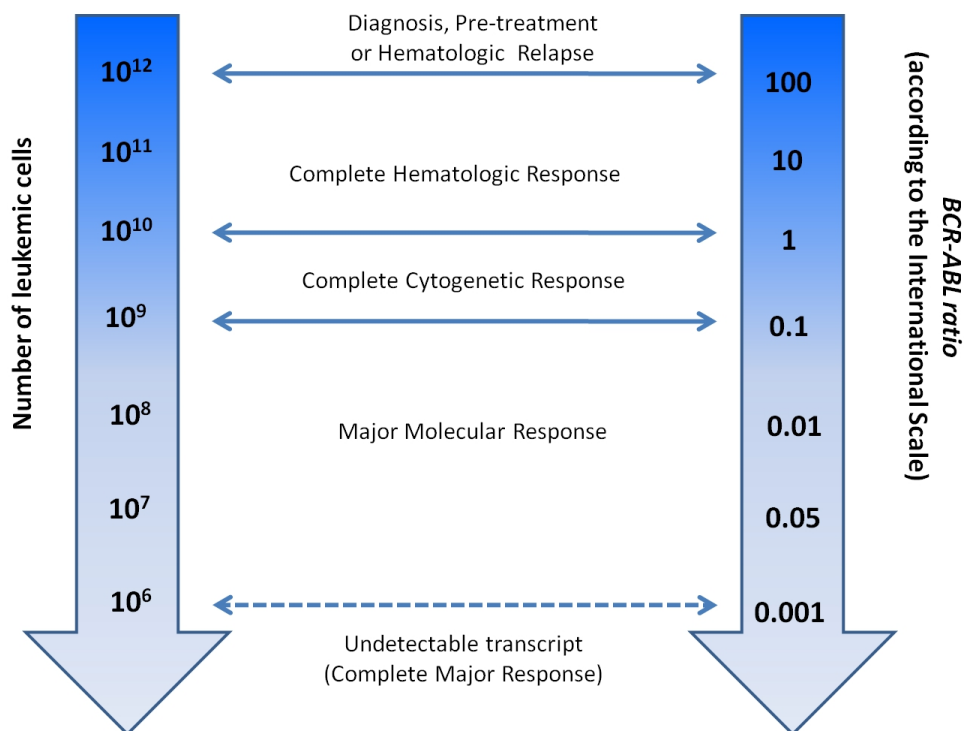 Diagnosis, Pre-treatment
or Hematologic Relapse
10¹²
100
10¹¹
10
Complete Hematologic Response
10¹⁰
1
Complete Cytogenetic Response
10⁹
0.1
10⁸
0.01
Major Molecular Response
10⁷
0.05
10⁶
0.001
Undetectable transcript
(Complete Major Response)
Number of leukemic cells
BCR-ABL ratio
(according to the International Scale)